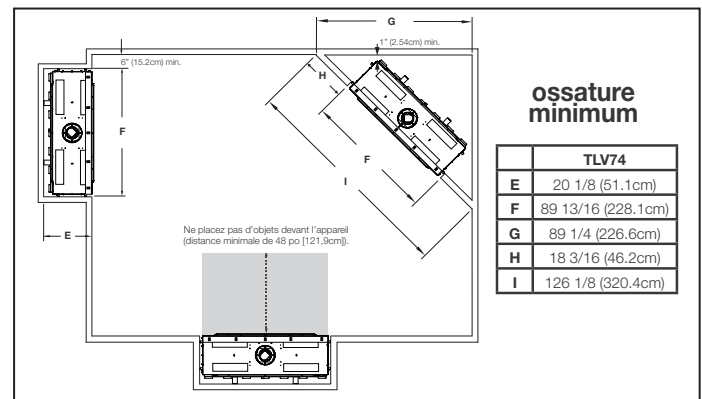 G
1" (2.54cm) min.
6" (15.2cm) min.
H
F
F
I
E
Ne placez pas d'objets devant l'appareil
(distance minimale de 48 po [121,9cm]).
ossature
minimum
TLV74
E 20 1/8 (51.1cm)
F 89 13/16 (228.1cm)
G 89 1/4 (226.6cm)
H 18 3/16 (46.2cm)
I 126 1/8 (320.4cm)